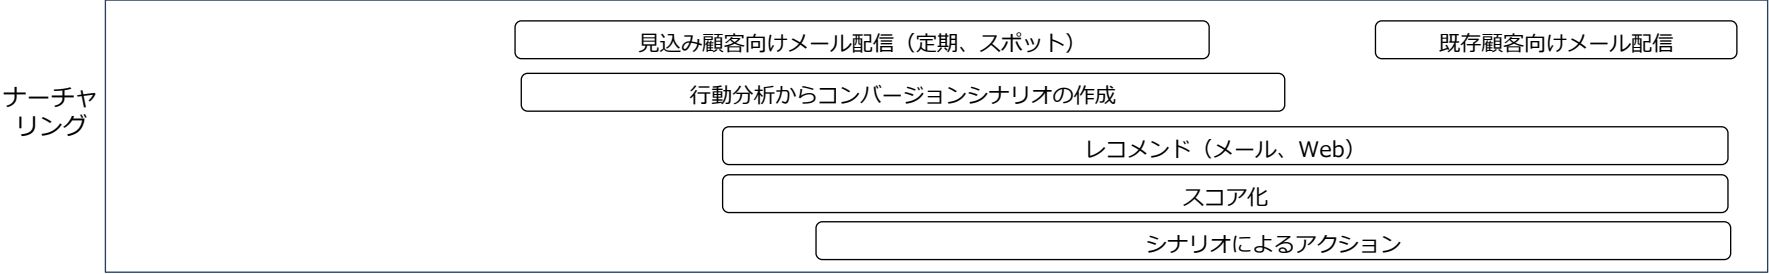 見込み顧客向けメール配信（定期、スポット）
既存顧客向けメール配信
行動分析からコンバージョンシナリオの作成
ナーチャ
リング
レコメンド（メール、Web）
スコア化
シナリオによるアクション